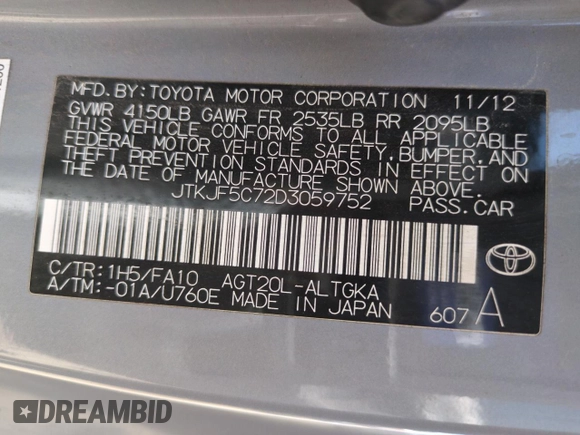 MFD. BY: TOYOTA MOTOR CORPORATION 11/12
GVWR 4150LB GAWR FR 2535LB RR 2095LB
THIS VEHICLE CONFORMS TO ALL APPLICABLE
FEDERAL MOTOR VEHICLE SAFETY, BUMPER, AND
THEFT PREVENTION STANDARDS IN EFFECT ON
THE DATE OF MANUFACTURE SHOWN ABOVE.
JTKJF5C72D3059752 PASS. CAR
C/TR: 1H5/FA10 AGT20L-ALTGKA
A/TM: -01A/U760E MADE IN JAPAN
607 A
DREAMBID